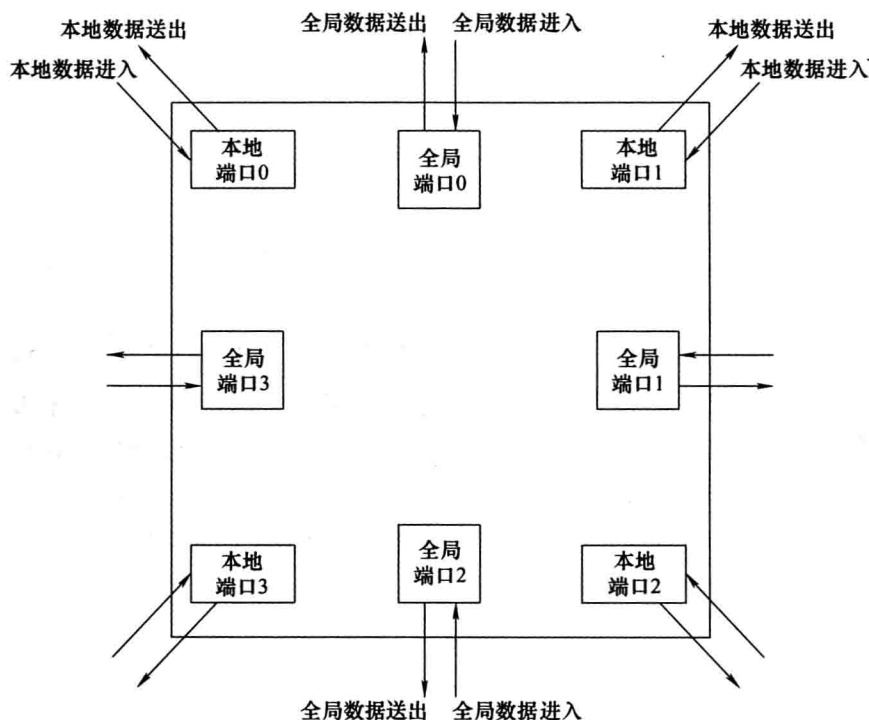 本地数据送出
全局数据送出
全局数据进入
本地数据送出
本地数据进入
本地数据进入
本地
端口0
全局
端口0
本地
端口1
全局
端口3
全局
端口1
本地
端口3
全局
端口2
本地
端口2
全局数据送出
全局数据进入